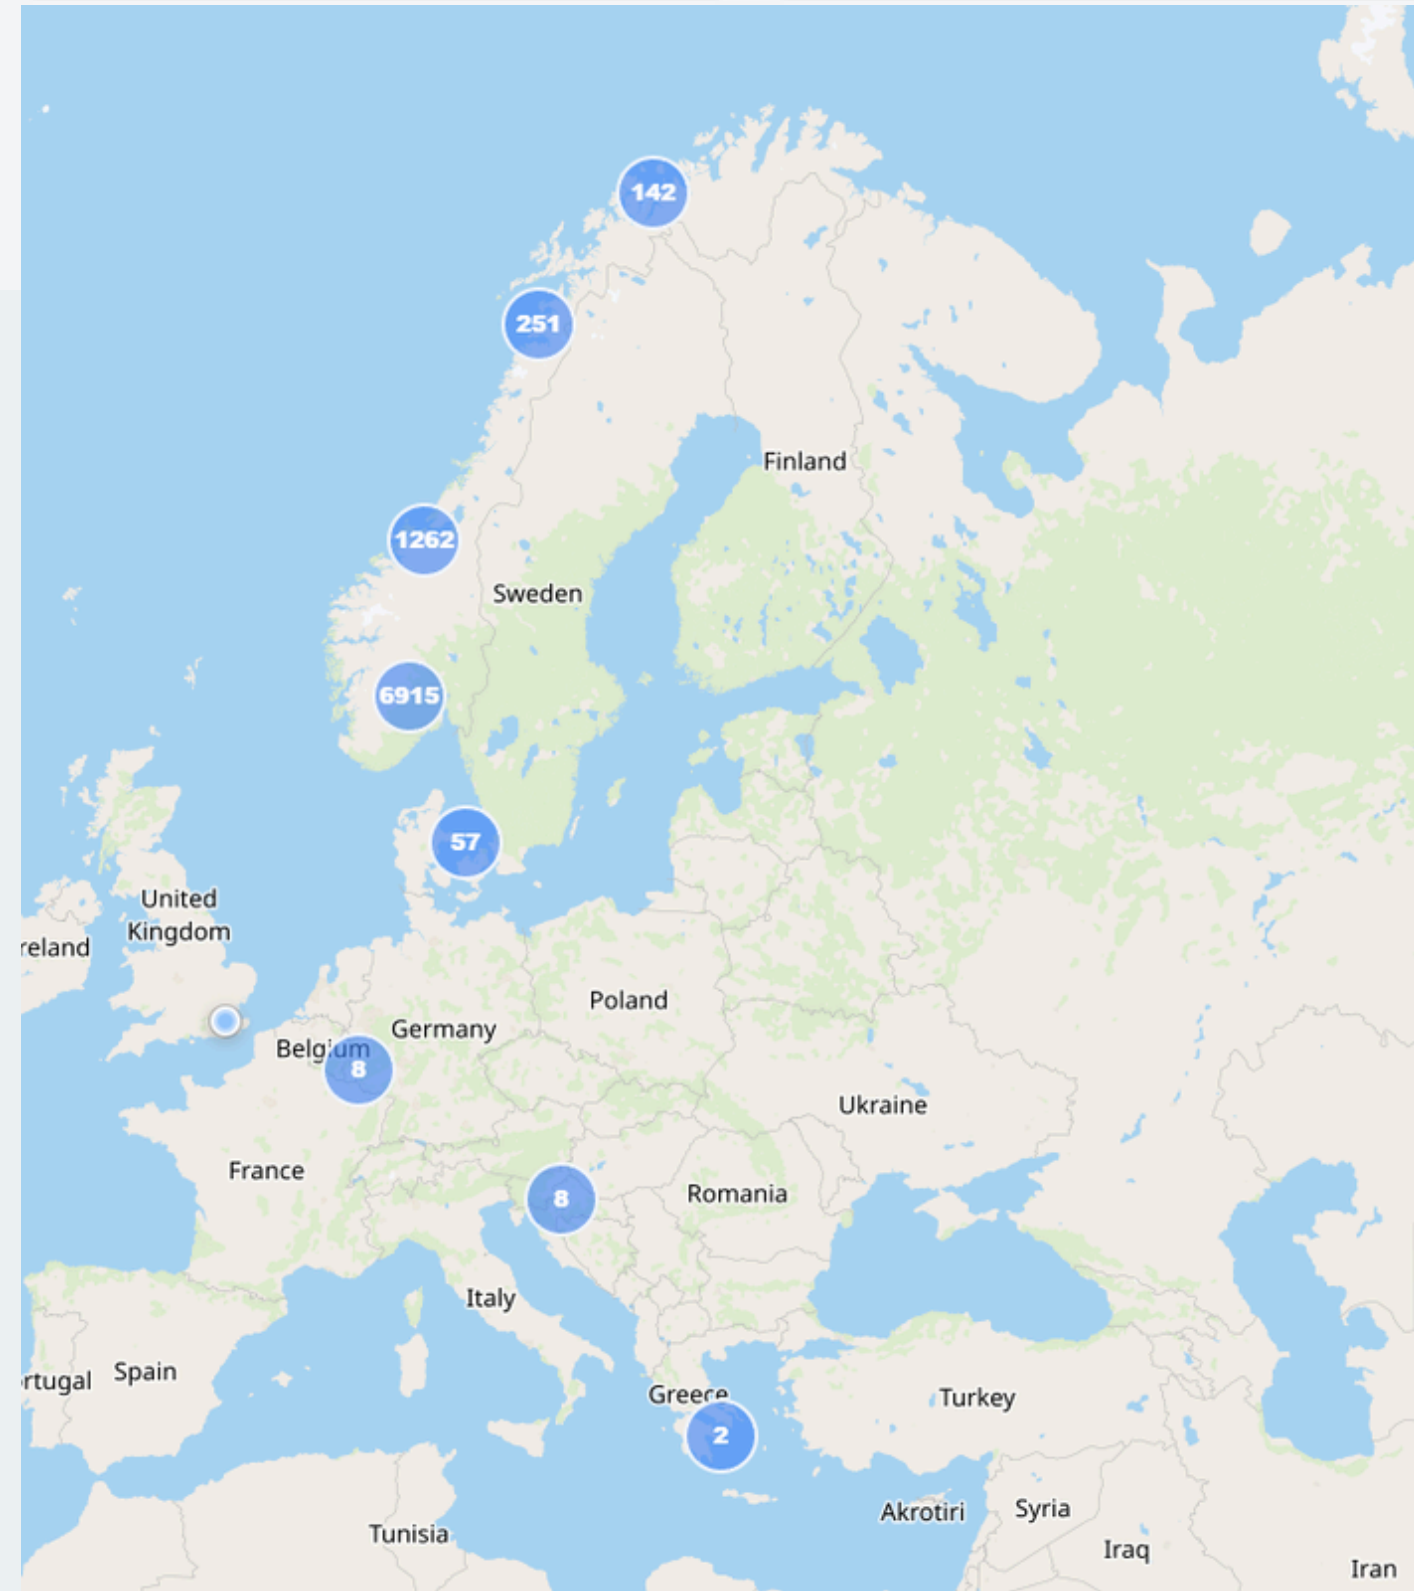 142
251
Finland
1262
Sweden
6915
57
United
Kingdom
reland
Poland
Germany
Belgium
8
Ukraine
France
8
Romania
Italy
Spain
rtugal
Greece
Turkey
2
Akrotiri
Syria
Tunisia
Iraq
Iran